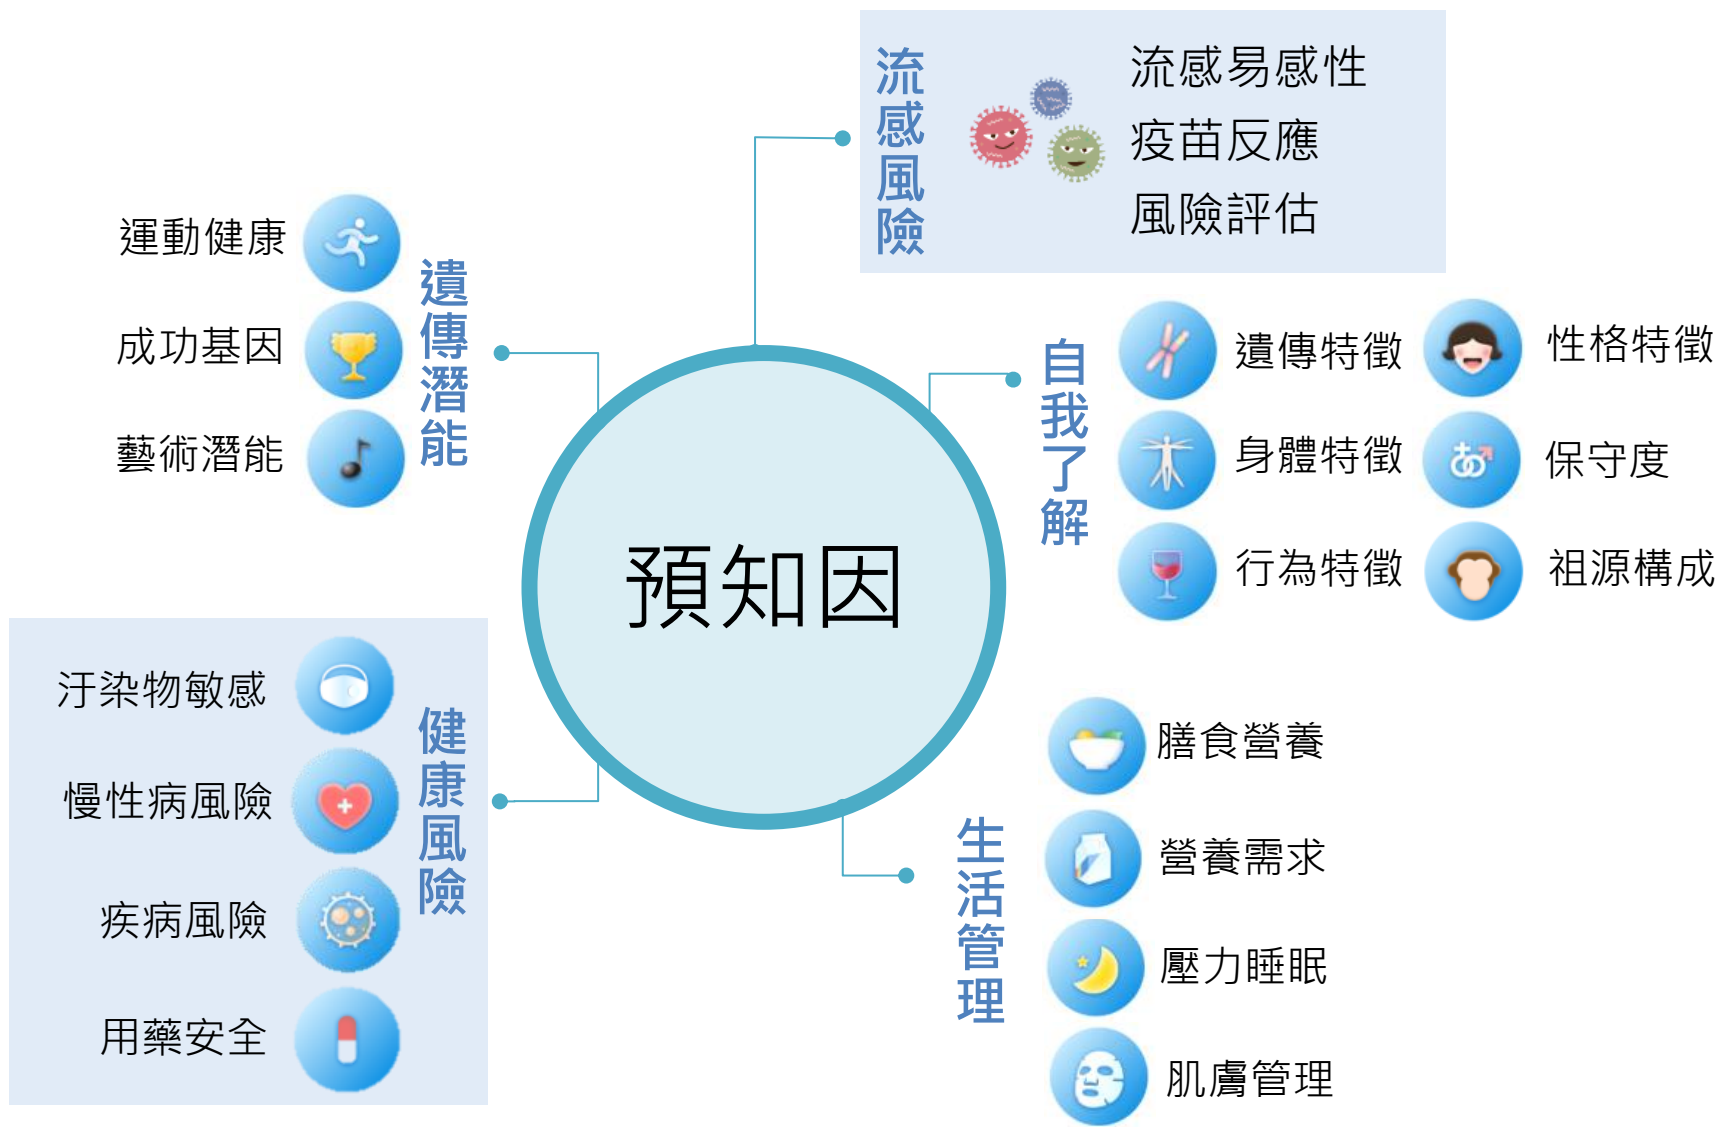 預知因
流感風險
流感易感性
疫苗反應
風險評估
自我了解
遺傳特徵
性格特徵
身體特徵
保守度
行為特徵
祖源構成
生活管理
膳食營養
營養需求
壓力睡眠
肌膚管理
遺傳潛能
運動健康
成功基因
藝術潛能
健康風險
汙染物敏感
慢性病風險
疾病風險
用藥安全